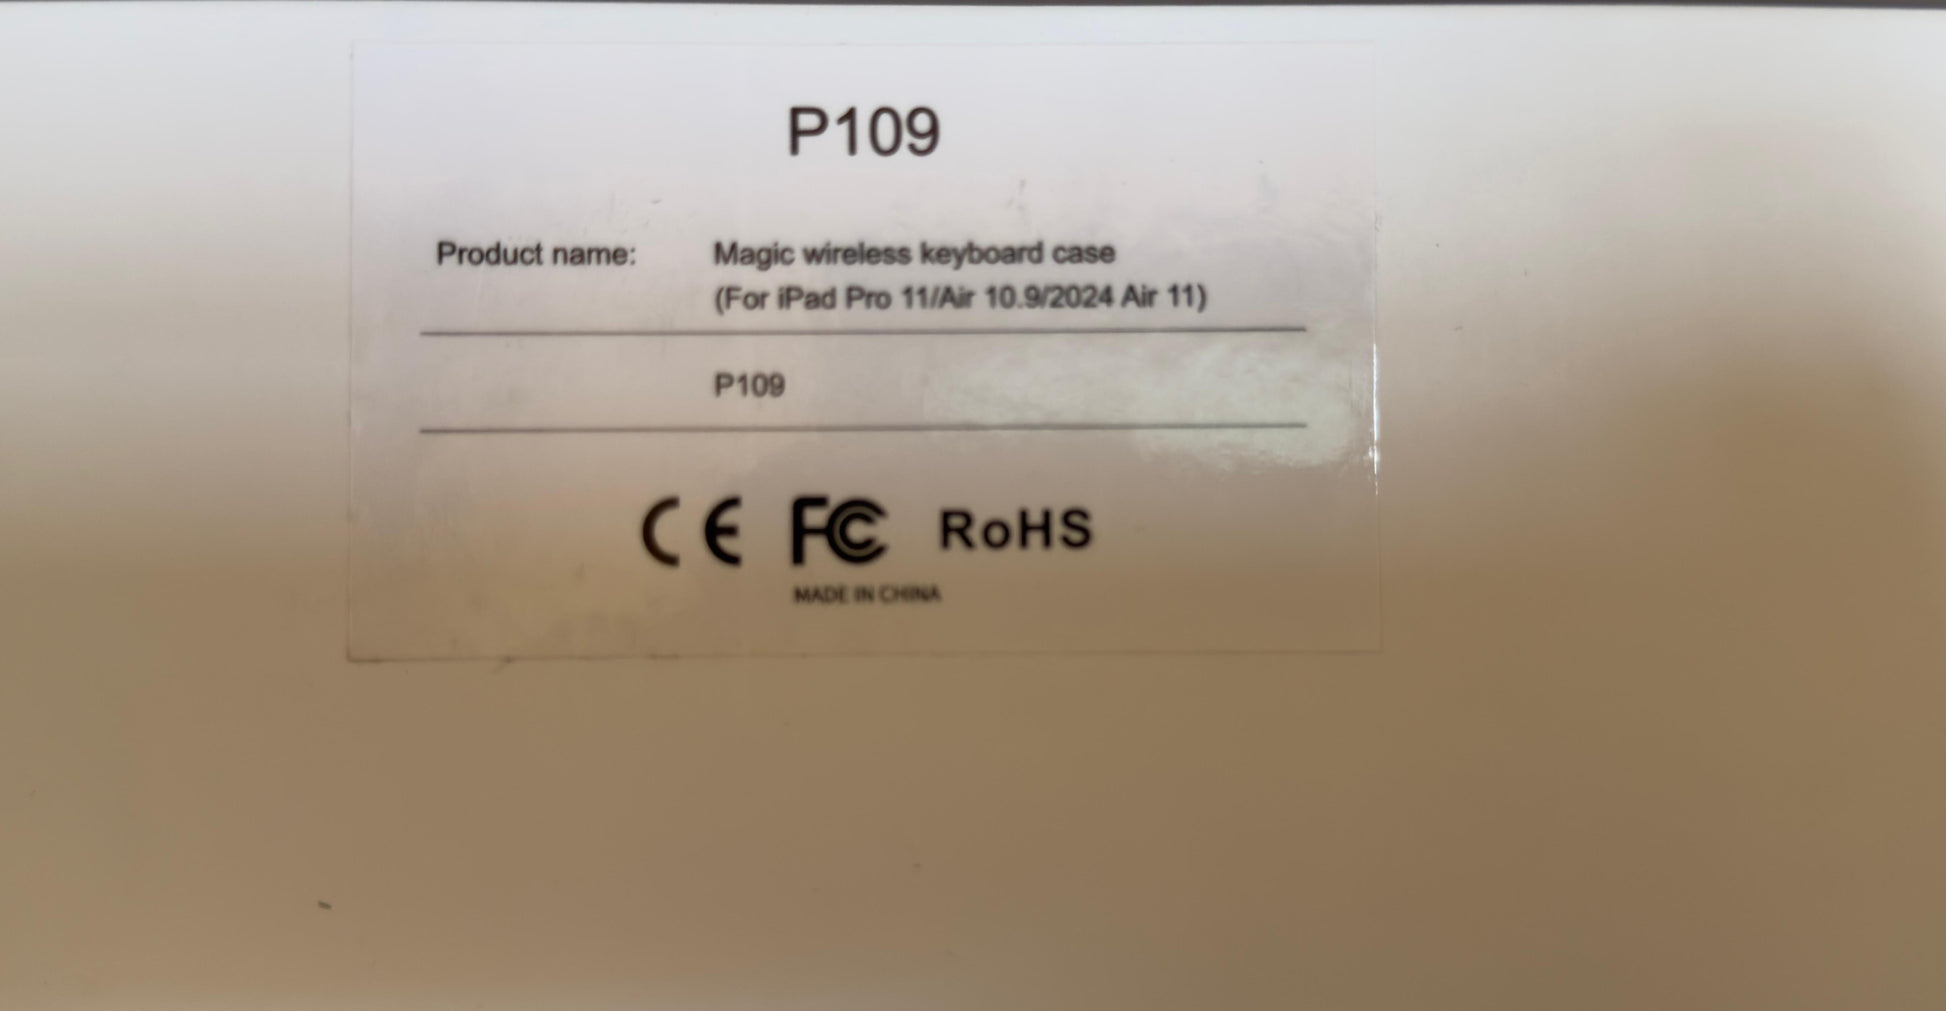 P109
Product name: Magic wireless keyboard case
(For iPad Pro 11/Air 10.9/2024 Air 11)
P109
CE FC RoHS
MADE IN CHINA